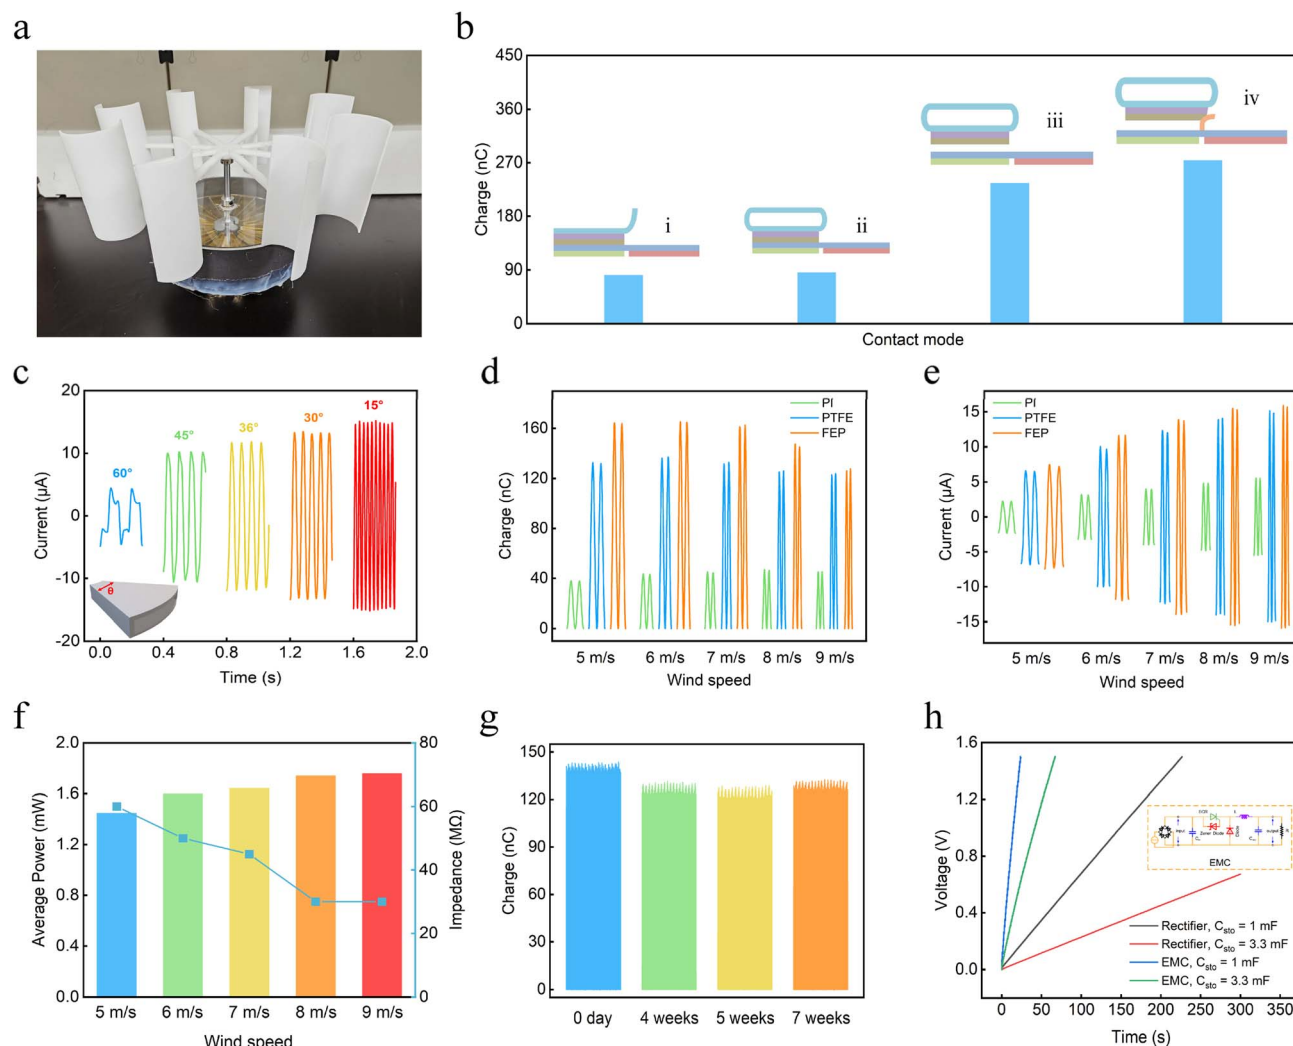 a
b
450
360
270
180
90
0
Charge (nC)
i
ii
iii
iv
Contact mode
c
20
10
0
-10
-20
Current (μA)
60°
45°
36°
30°
15°
θ
0.0 0.4 0.8 1.2 1.6 2.0
Time (s)
d
PI
PTFE
FEP
160
120
80
40
0
Charge (nC)
5 m/s 6 m/s 7 m/s 8 m/s 9 m/s
Wind speed
e
PI
PTFE
FEP
15
10
5
0
-5
-10
-15
Current (μA)
5 m/s 6 m/s 7 m/s 8 m/s 9 m/s
Wind speed
f
2.0
1.6
1.2
0.8
0.4
0.0
Average Power (mW)
80
60
40
20
0
Impedance (MΩ)
5 m/s 6 m/s 7 m/s 8 m/s 9 m/s
Wind speed
g
150
120
90
60
30
0
Charge (nC)
0 day 4 weeks 5 weeks 7 weeks
h
1.6
1.2
0.8
0.4
0.0
Voltage (V)
Input
Zener Diode
Diode
output
EMC
Rectifier, Csto = 1 mF
Rectifier, Csto = 3.3 mF
EMC, Csto = 1 mF
EMC, Csto = 3.3 mF
0 50 100 150 200 250 300 350
Time (s)